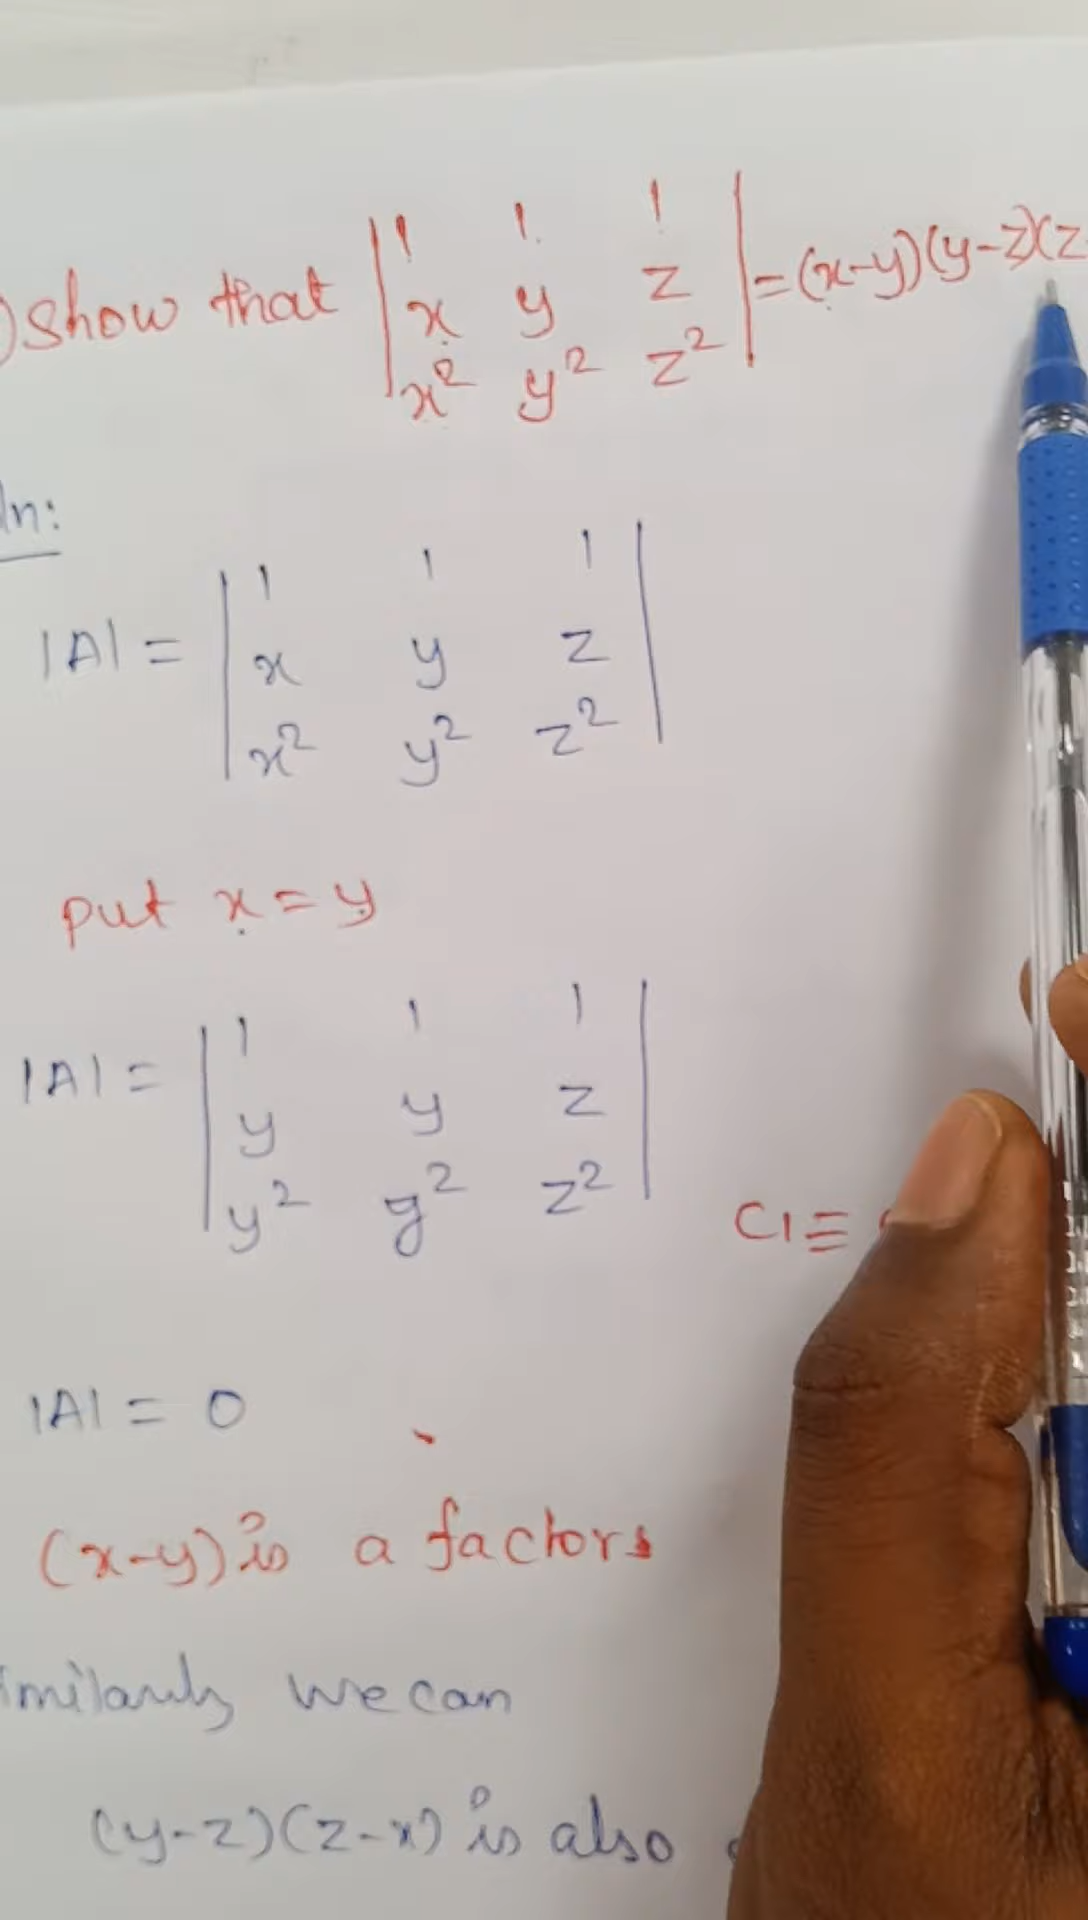 ) show that | 1 1 1 | = (x-y)(y-z)(z
x y z
x² y² z²
ln:
|A| = | 1 1 1 |
x y z
x² y² z²
put x = y
|A| = | 1 1 1 |
y y z
y² y² z²
C1 ≡
|A| = 0
(x-y) is a factors
imilarly we can
(y-z)(z-x) is also